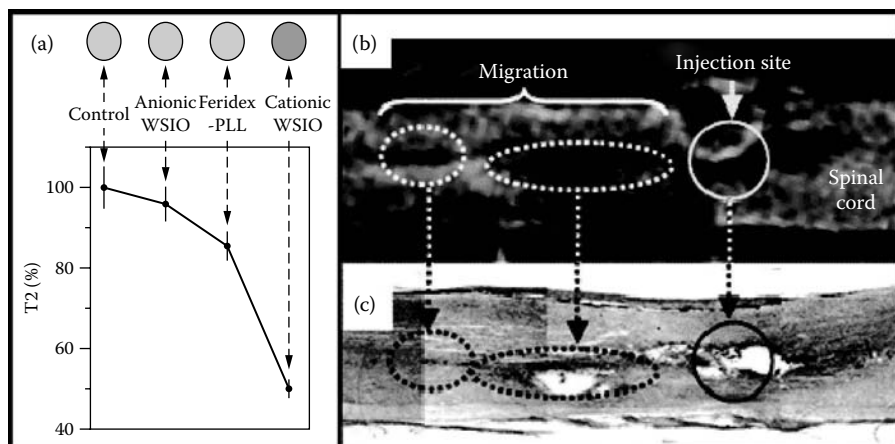 (a)
Control
Anionic
WSIO
Feridex
-PLL
Cationic
WSIO
T2 (%)
100
80
60
40
(b)
Migration
Injection site
Spinal
cord
(c)